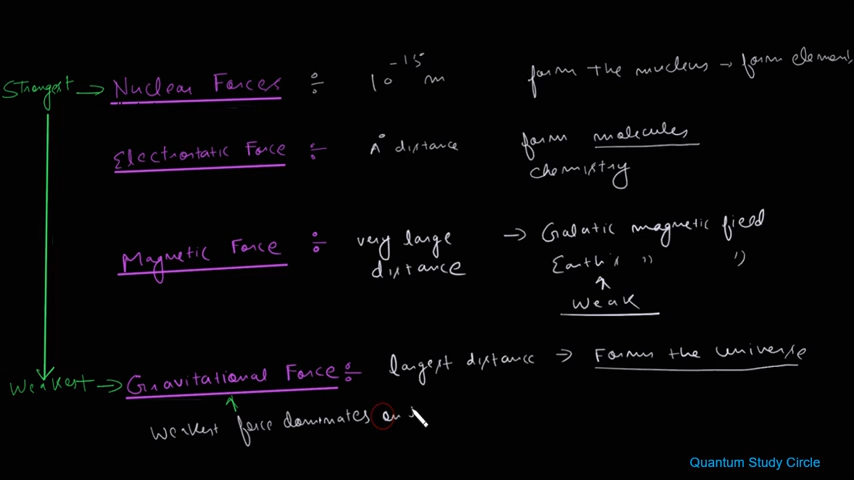 Strongest → Nuclear Forces ÷ 10⁻¹⁵ m form the nucleus → form element
Electrostatic Force ÷ A° distance form molecules
chemistry
Magnetic Force ÷ very large distance → Galatic magnetic field
Earth's " "
weak
Weakest → Gravitational Force ÷ largest distance → Forms the universe
Weakest force dominates on
Quantum Study Circle